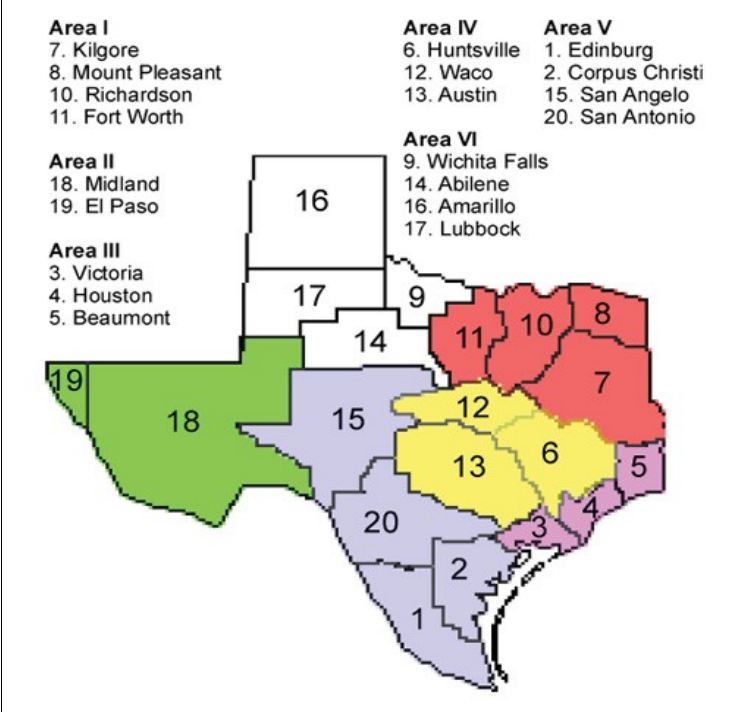 Area I
7. Kilgore
8. Mount Pleasant
10. Richardson
11. Fort Worth
Area II
18. Midland
19. El Paso
Area III
3. Victoria
4. Houston
5. Beaumont
Area IV
6. Huntsville
12. Waco
13. Austin
Area V
1. Edinburg
2. Corpus Christi
15. San Angelo
20. San Antonio
Area VI
9. Wichita Falls
14. Abilene
16. Amarillo
17. Lubbock
16
17
9
14
11
10
8
7
19
18
15
12
13
6
5
4
3
20
2
1